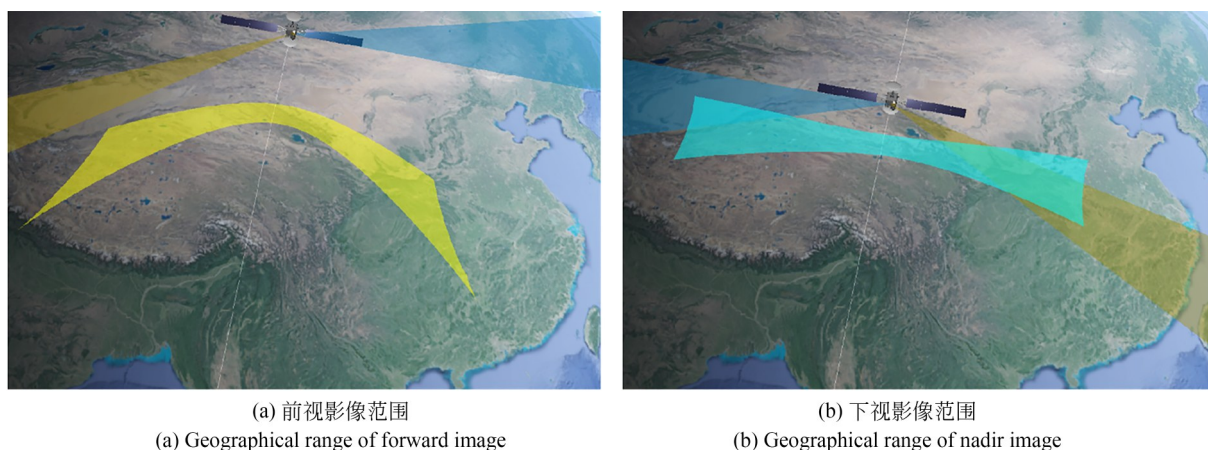 (a) 前视影像范围
(a) Geographical range of forward image
(b) 下视影像范围
(b) Geographical range of nadir image